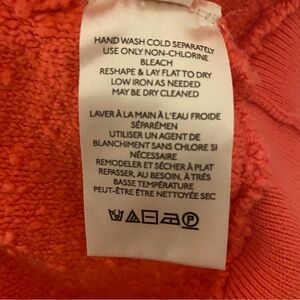 HAND WASH COLD SEPARATELY
USE ONLY NON-CHLORINE
BLEACH
RESHAPE & LAY FLAT TO DRY
LOW IRON AS NEEDED
MAY BE DRY CLEANED
LAVER À LA MAIN À L'EAU FROIDE
SÉPARÉMEN
UTILISER UN AGENT DE
BLANCHIMENT SANS CHLORE SI
NÉCESSAIRE
REMODELER ET SÉCHER À PLAT
REPASSER, AU BESOIN, À TRÈS
BASSE TEMPÉRATURE
PEUT-ÊTRE ÊTRE NETTOYÉE SEC